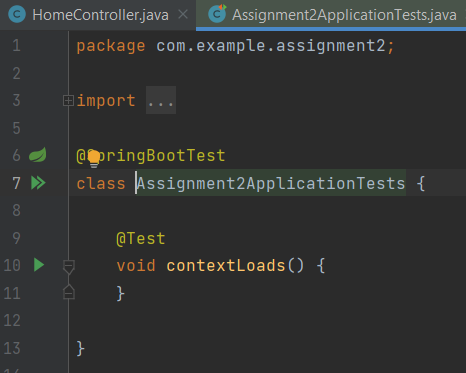 HomeController.java × Assignment2ApplicationTests.java
1 package com.example.assignment2;
2
3 import ...
5
6 @SpringBootTest
7 class Assignment2ApplicationTests {
8
9 @Test
10 void contextLoads() {
11 }
12
13 }